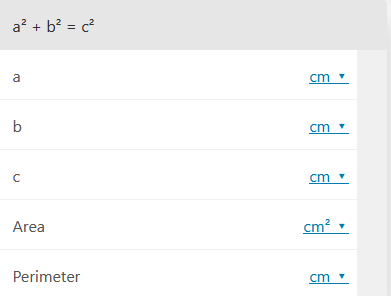 a² + b² = c²
a cm ▼
b cm ▼
c cm ▼
Area cm² ▼
Perimeter cm ▼